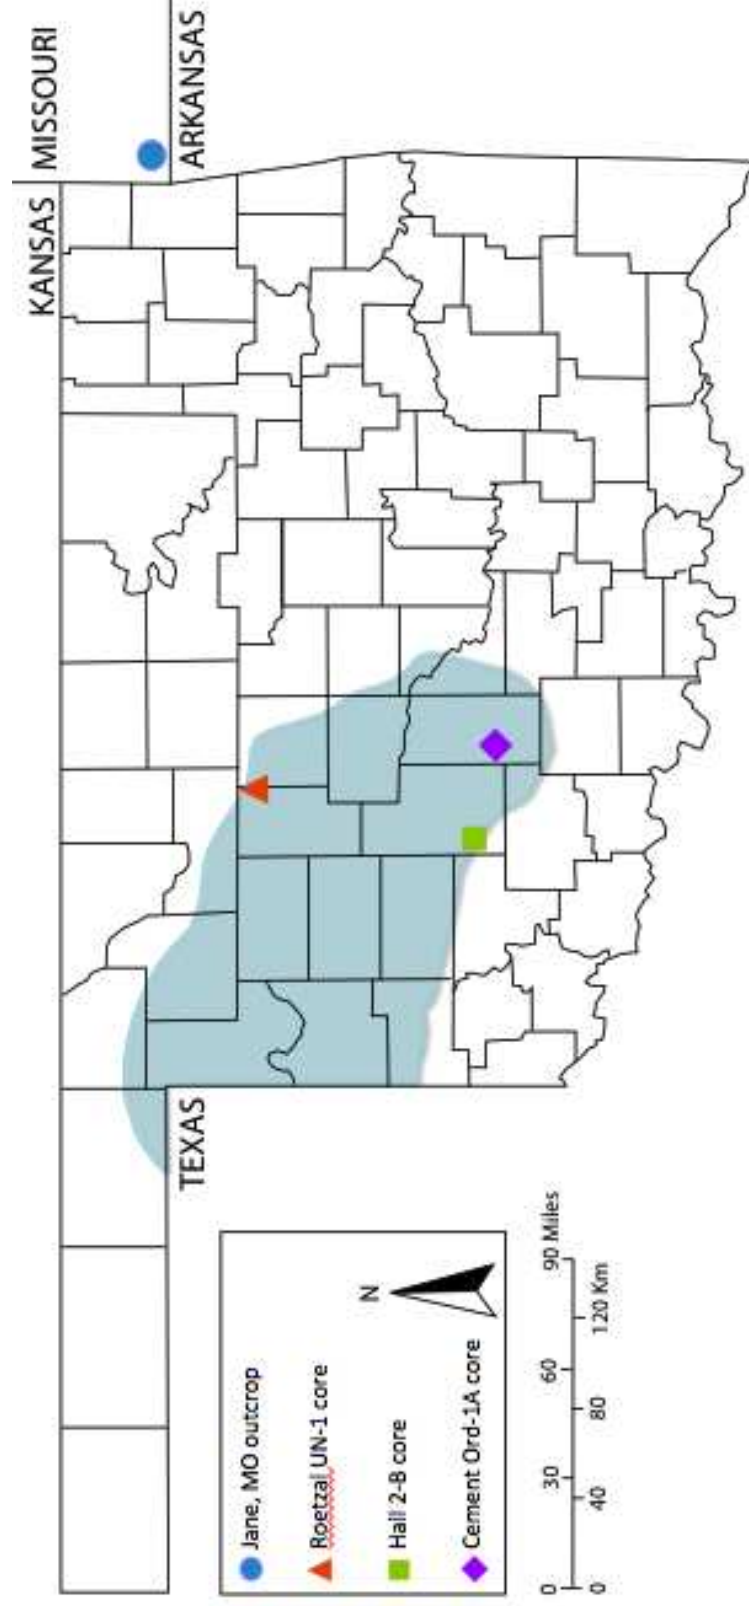 KANSAS
MISSOURI
ARKANSAS
TEXAS
Jane, MO outcrop
Roetzal UN-1 core
Hall 2-B core
Cement Ord-1A core
N
0 30 60 90 Miles
0 40 80 120 Km